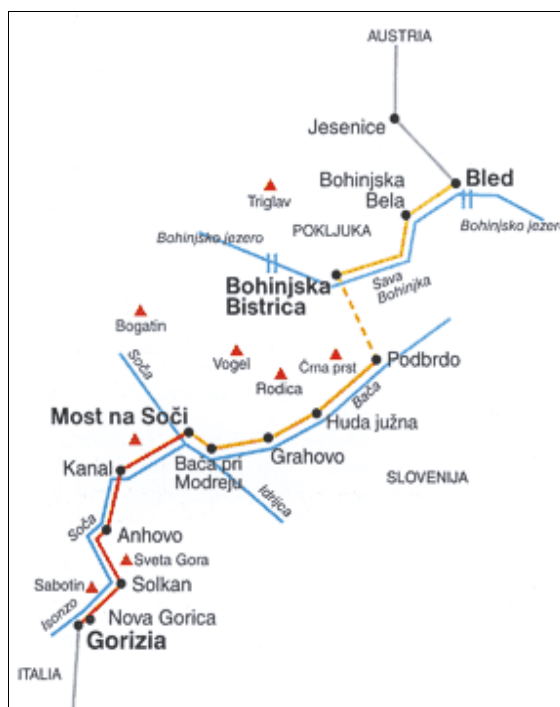 AUSTRIA
Jesenice
Bled
Bohinjska
Bela
Triglav
POKLJUKA
Bohinjsko jezero
Bohinjsko jezero
Sava
Bohinjka
Bohinjska
Bistrica
Bogatin
Soča
Vogel
Rodica
Črna prst
Podbrdo
Bača
Most na Soči
Huda južna
Kanal
Bača pri
Modreju
Grahovo
SLOVENIJA
Idrijca
Soča
Anhovo
Sveta Gora
Sabotin
Solkan
Isonzo
Nova Gorica
Gorizia
ITALIA